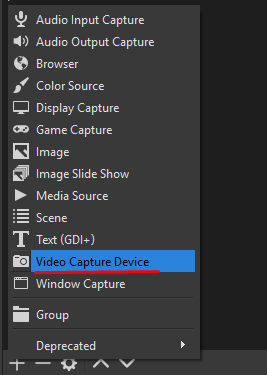 Audio Input Capture
Audio Output Capture
Browser
Color Source
Display Capture
Game Capture
Image
Image Slide Show
Media Source
Scene
Text (GDI+)
Video Capture Device
Window Capture
Group
Deprecated